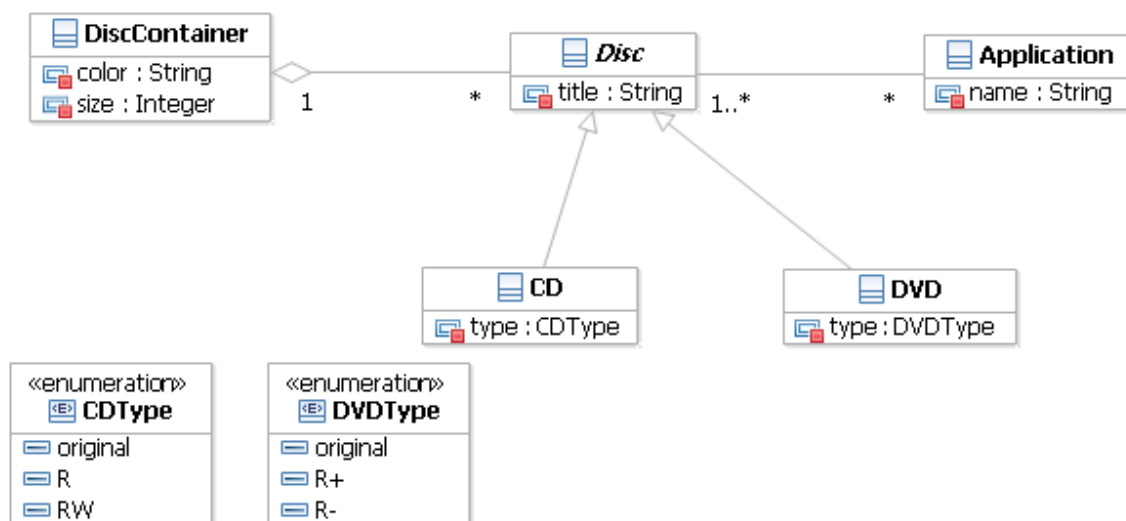 DiscContainer
color : String
size : Integer
1
*
Disc
title : String
1..*
*
Application
name : String
CD
type : CDType
DVD
type : DVDType
«enumeration»
<E> CDType
original
R
RW
«enumeration»
<E> DVDType
original
R+
R-